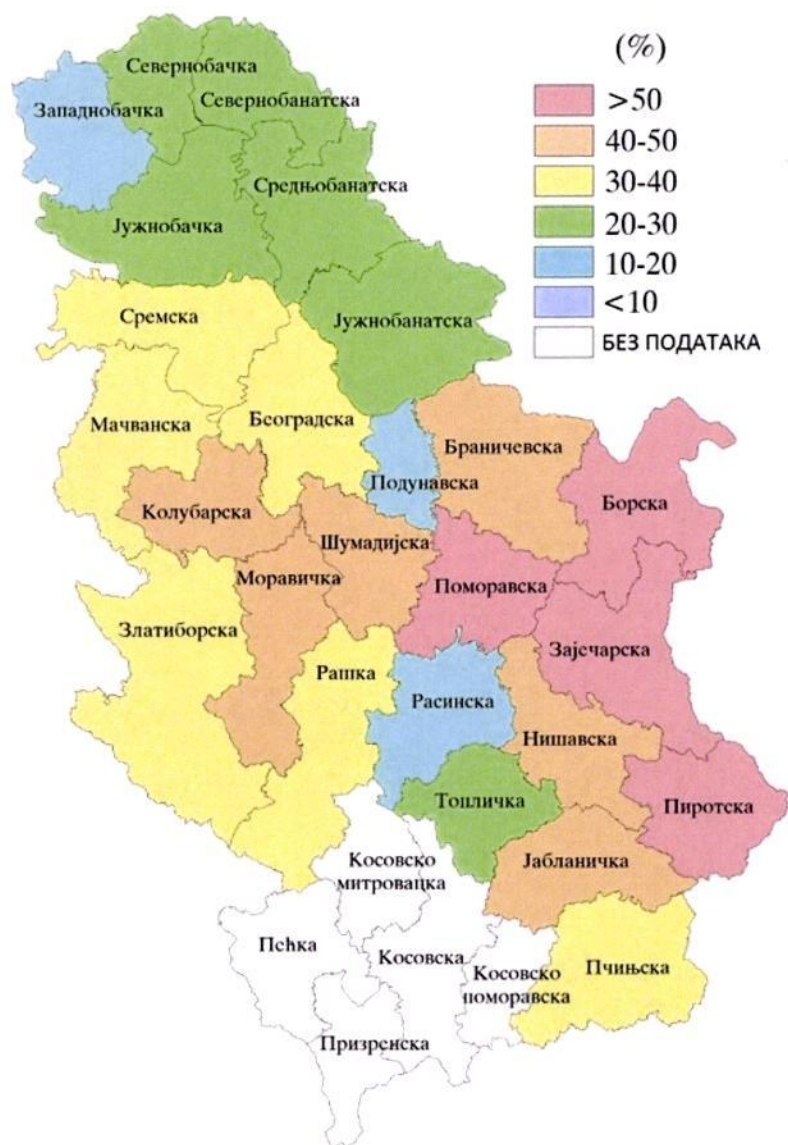 (%)
>50
40-50
30-40
20-30
10-20
<10
БЕЗ ПОДАТАКА
Севернобачка
Западнобачка
Севернобанатска
Средњобанатска
Јужнобачка
Сремска
Јужнобанатска
Мачванска
Београдска
Браничевска
Подунавска
Борска
Колубарска
Шумадијска
Моравичка
Поморавска
Златиборска
Зајечарска
Рашка
Расинска
Нишавска
Топличка
Пиротска
Јабланичка
Косовско
митровацка
Пећка
Косовска
Косовско
поморавска
Пчињска
Призренска